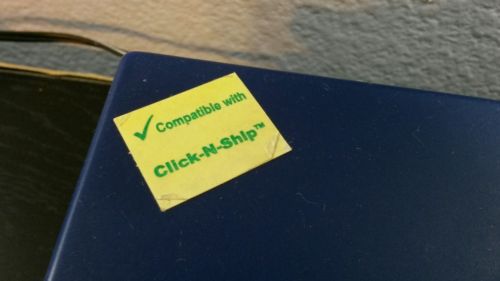 ✓ Compatible with
Click-N-Ship™